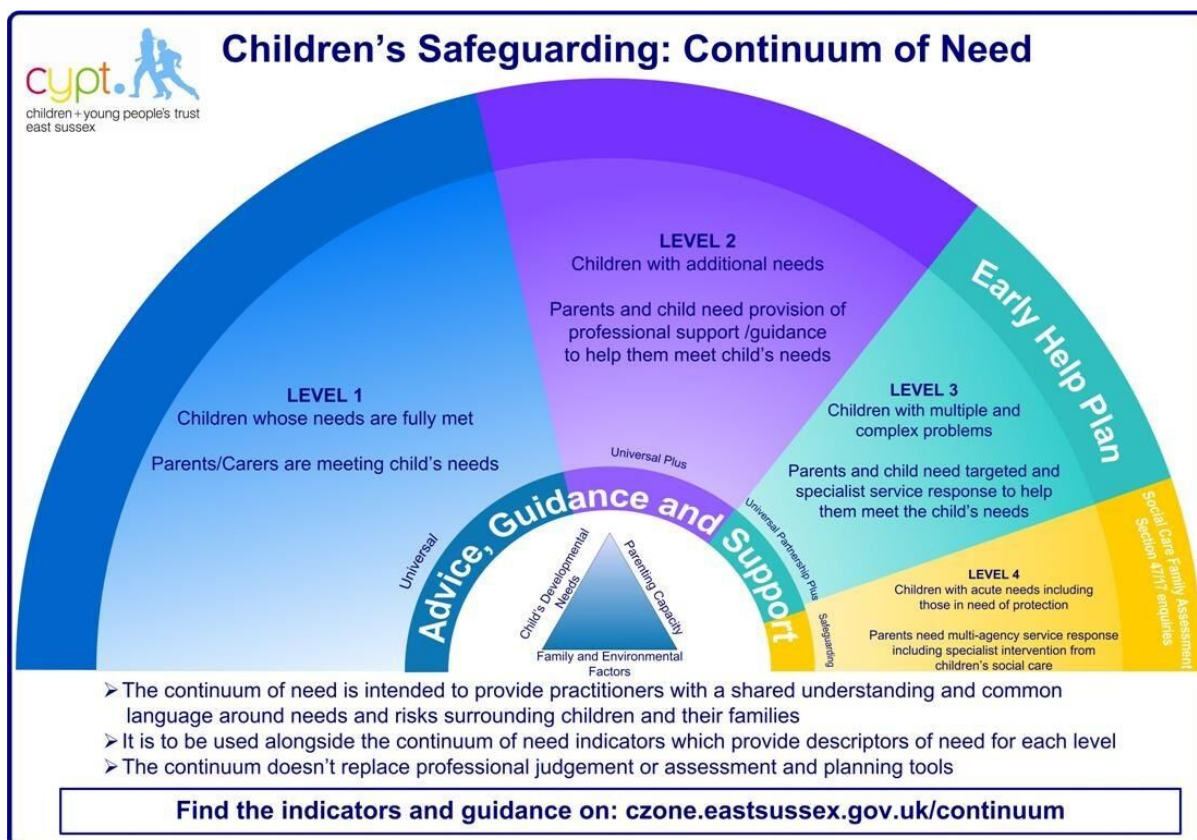 cypt.
children + young people's trust
east sussex
Children's Safeguarding: Continuum of Need
LEVEL 1
Children whose needs are fully met
Parents/Carers are meeting child's needs
LEVEL 2
Children with additional needs
Parents and child need provision of
professional support /guidance
to help them meet child's needs
Early Help Plan
LEVEL 3
Children with multiple and
complex problems
Parents and child need targeted and
specialist service response to help
them meet the child's needs
Social Care Family Assessment
Section 47/17 enquiries
LEVEL 4
Children with acute needs including
those in need of protection
Parents need multi-agency service response
including specialist intervention from
children's social care
Universal
Universal Plus
Universal Partnership Plus
Safeguarding
Advice, Guidance and Support
Child's Developmental
Needs
Parenting Capacity
Family and Environmental
Factors
➢ The continuum of need is intended to provide practitioners with a shared understanding and common
language around needs and risks surrounding children and their families
➢ It is to be used alongside the continuum of need indicators which provide descriptors of need for each level
➢ The continuum doesn't replace professional judgement or assessment and planning tools
Find the indicators and guidance on: czone.eastsussex.gov.uk/continuum